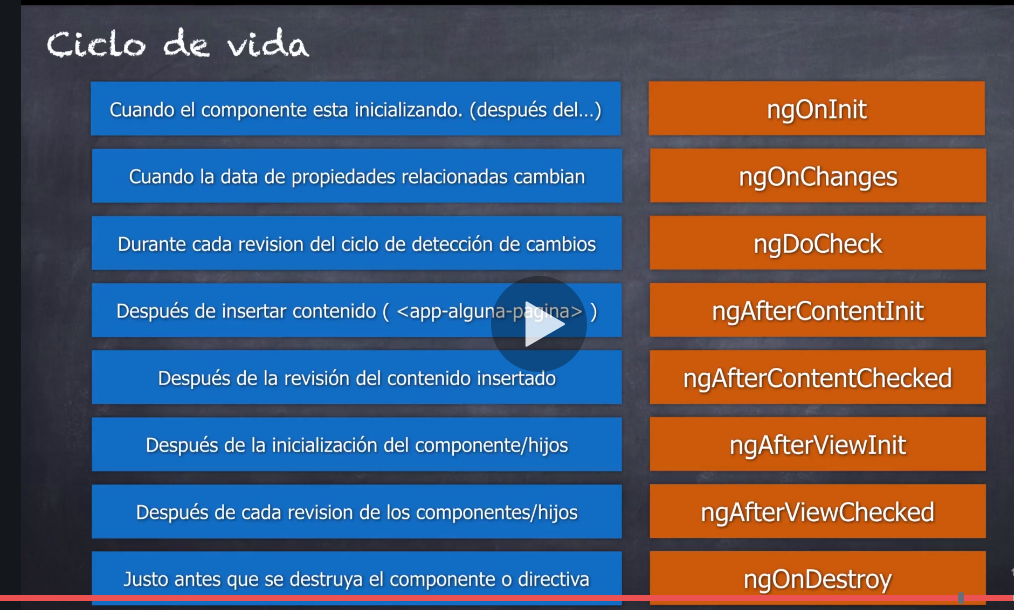 Ciclo de vida
Cuando el componente esta inicializando. (después del...)
ngOnInit
Cuando la data de propiedades relacionadas cambian
ngOnChanges
Durante cada revision del ciclo de detección de cambios
ngDoCheck
Después de insertar contenido ( <app-alguna-pagina> )
ngAfterContentInit
Después de la revisión del contenido insertado
ngAfterContentChecked
Después de la inicialización del componente/hijos
ngAfterViewInit
Después de cada revision de los componentes/hijos
ngAfterViewChecked
Justo antes que se destruya el componente o directiva
ngOnDestroy